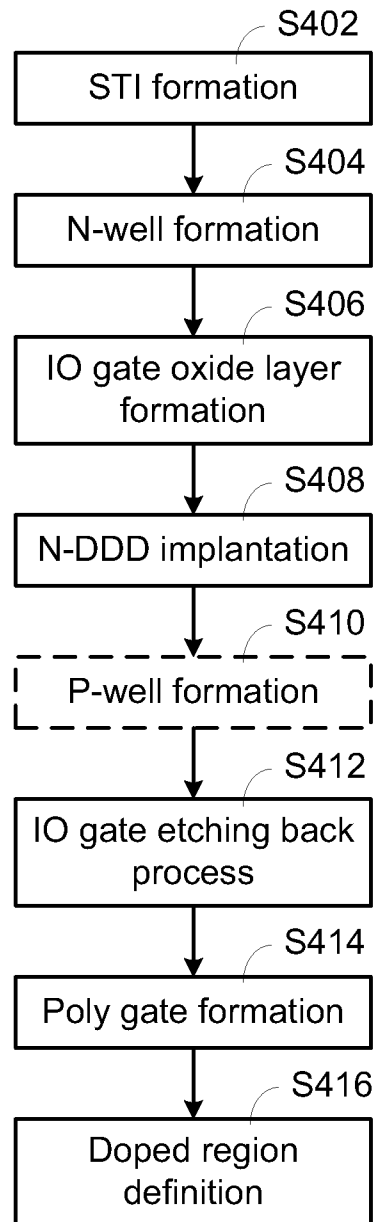 S402
STI formation
S404
N-well formation
S406
IO gate oxide layer
formation
S408
N-DDD implantation
S410
P-well formation
S412
IO gate etching back
process
S414
Poly gate formation
S416
Doped region
definition